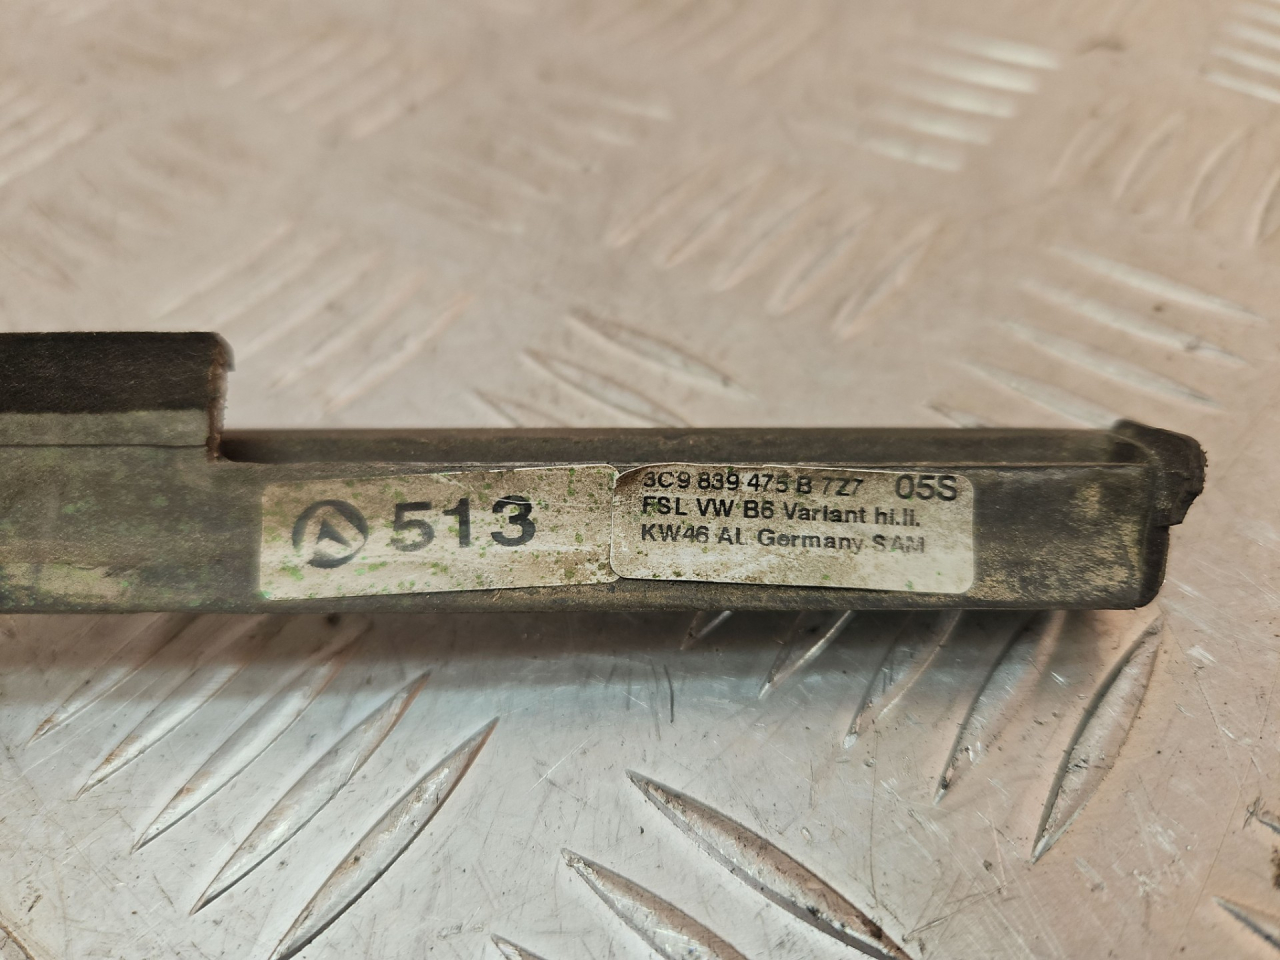 513
3C9 839 475 B 7Z7 05S
FSL VW B6 Variant hi.li.
KW46 AL Germany SAM